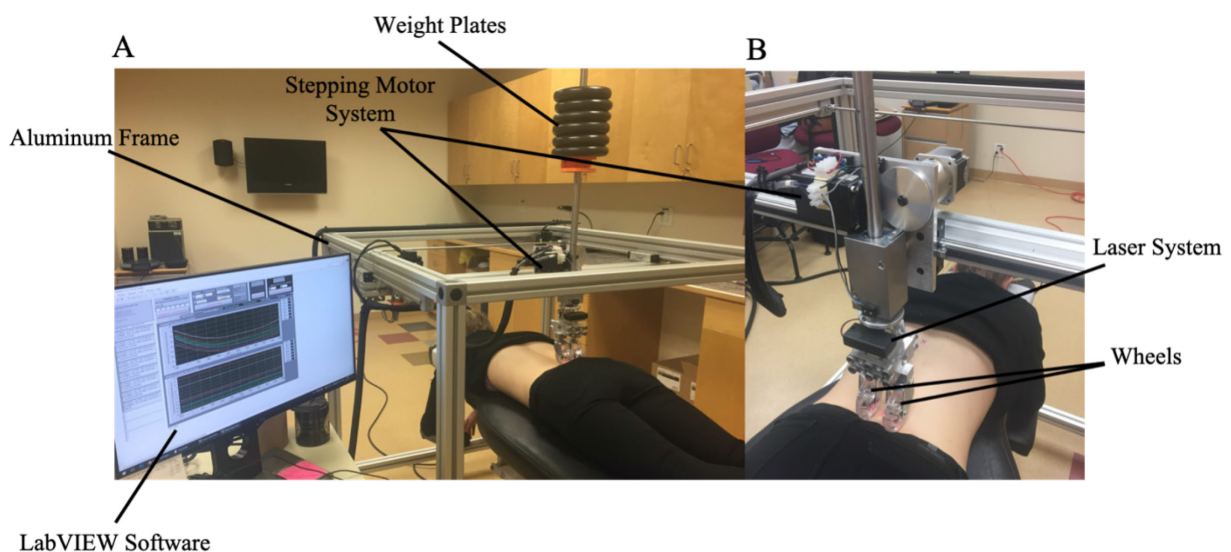 A
Weight Plates
B
Stepping Motor
System
Aluminum Frame
Laser System
Wheels
LabVIEW Software